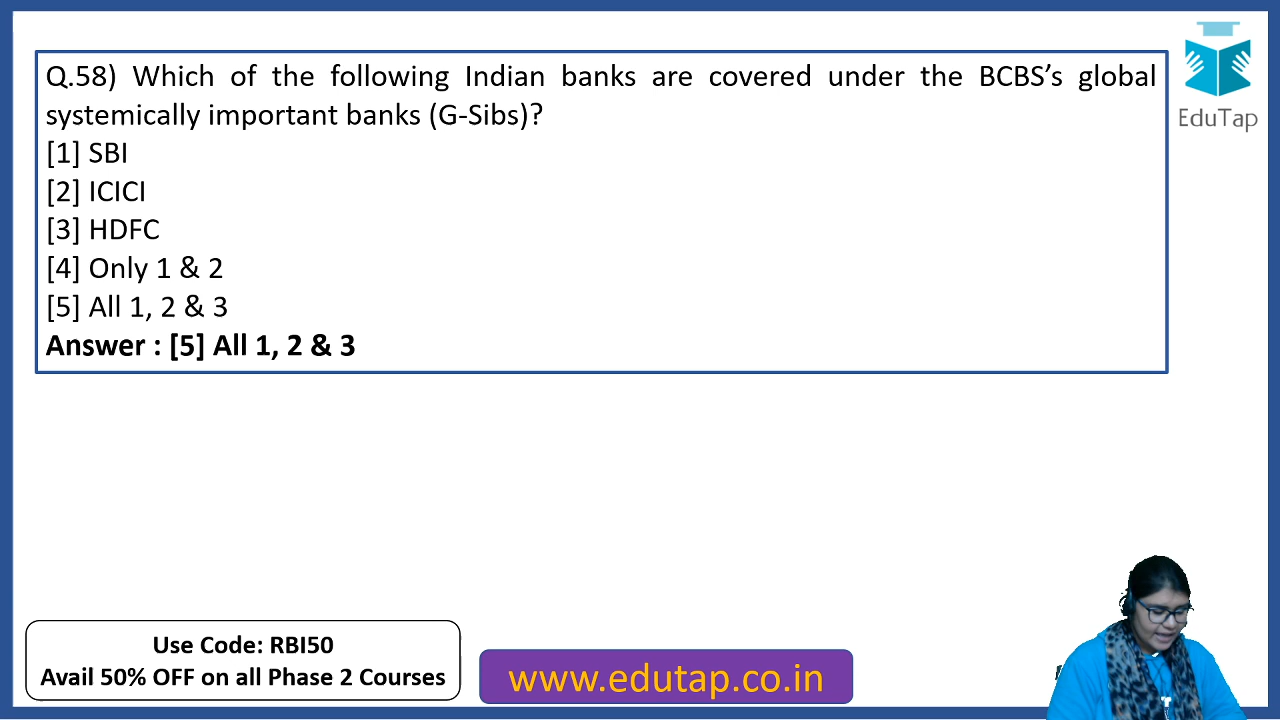 Q.58) Which of the following Indian banks are covered under the BCBS’s global
systemically important banks (G-Sibs)?
[1] SBI
[2] ICICI
[3] HDFC
[4] Only 1 & 2
[5] All 1, 2 & 3
Answer : [5] All 1, 2 & 3
EduTap
Use Code: RBI50
Avail 50% OFF on all Phase 2 Courses
www.edutap.co.in